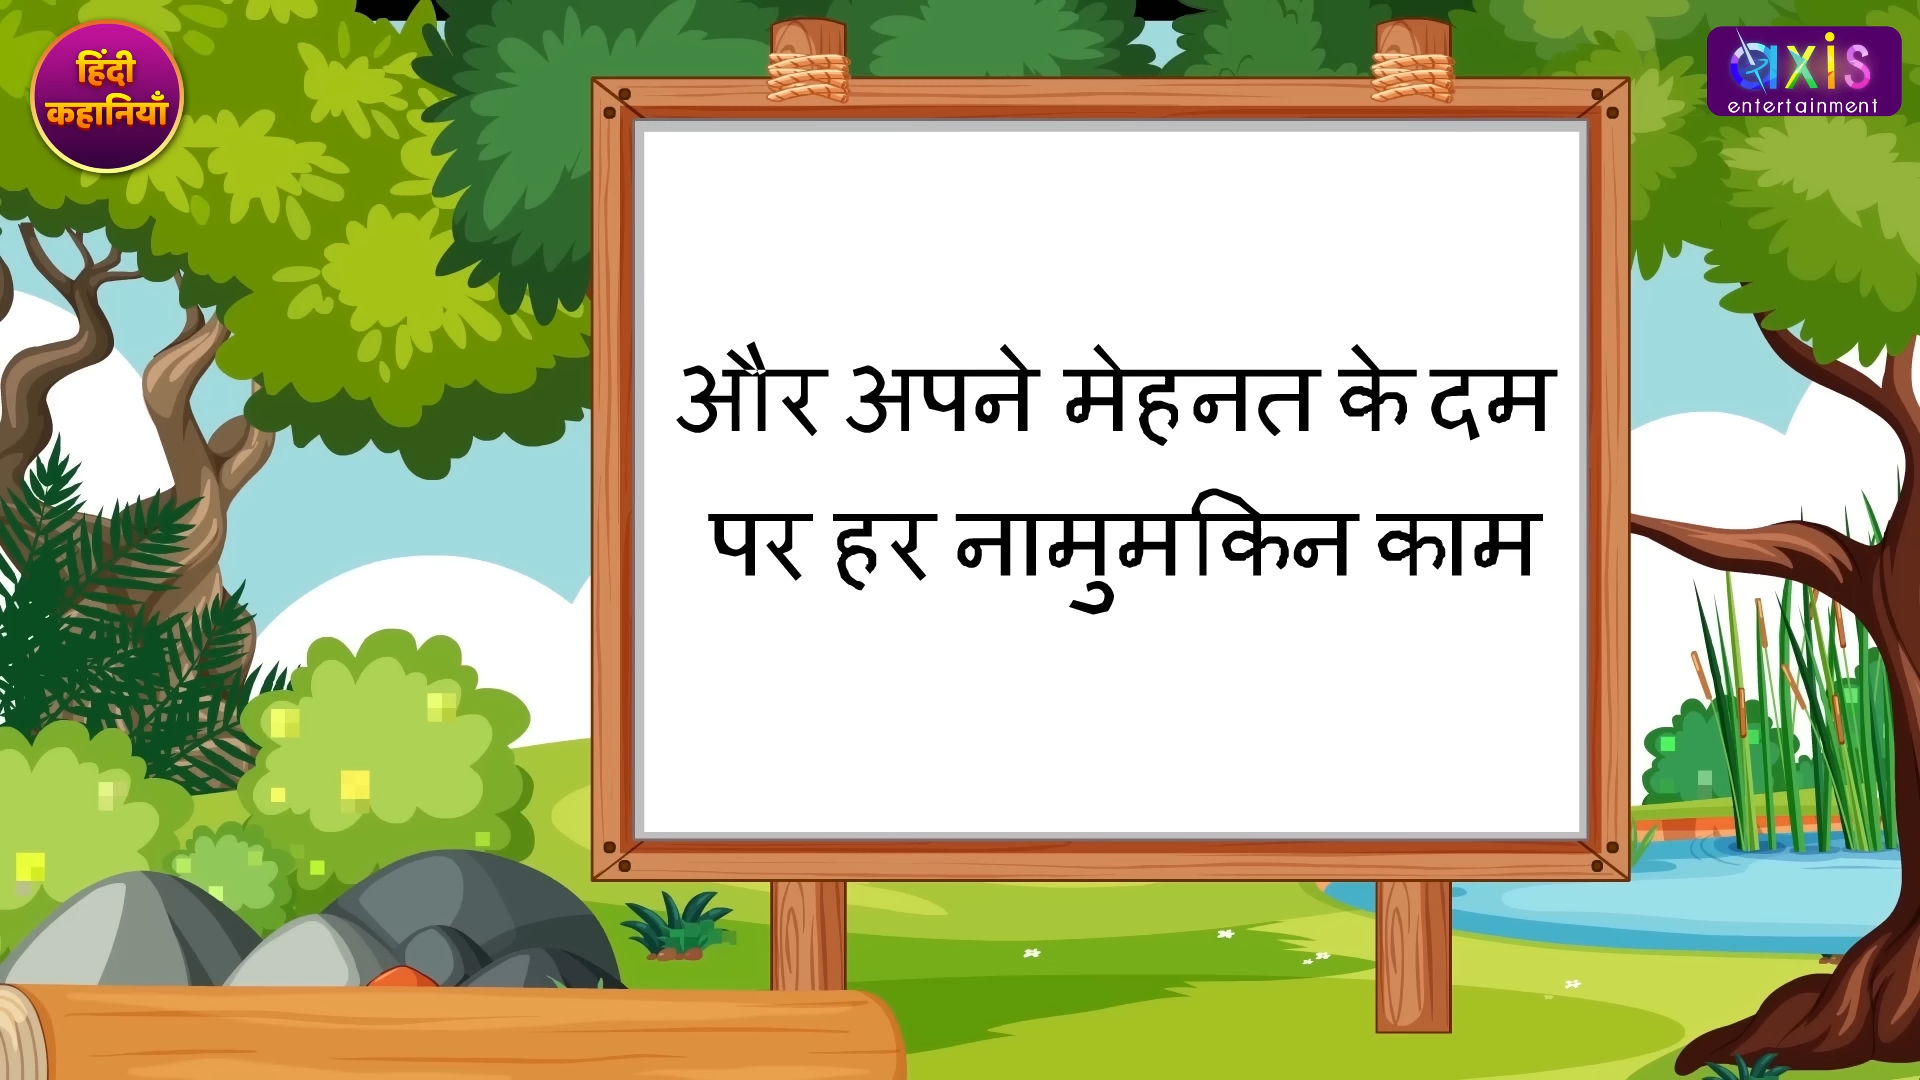 हिंदी
कहानियाँ
axis
entertainment
और अपने मेहनत के दम
पर हर नामुमकिन काम